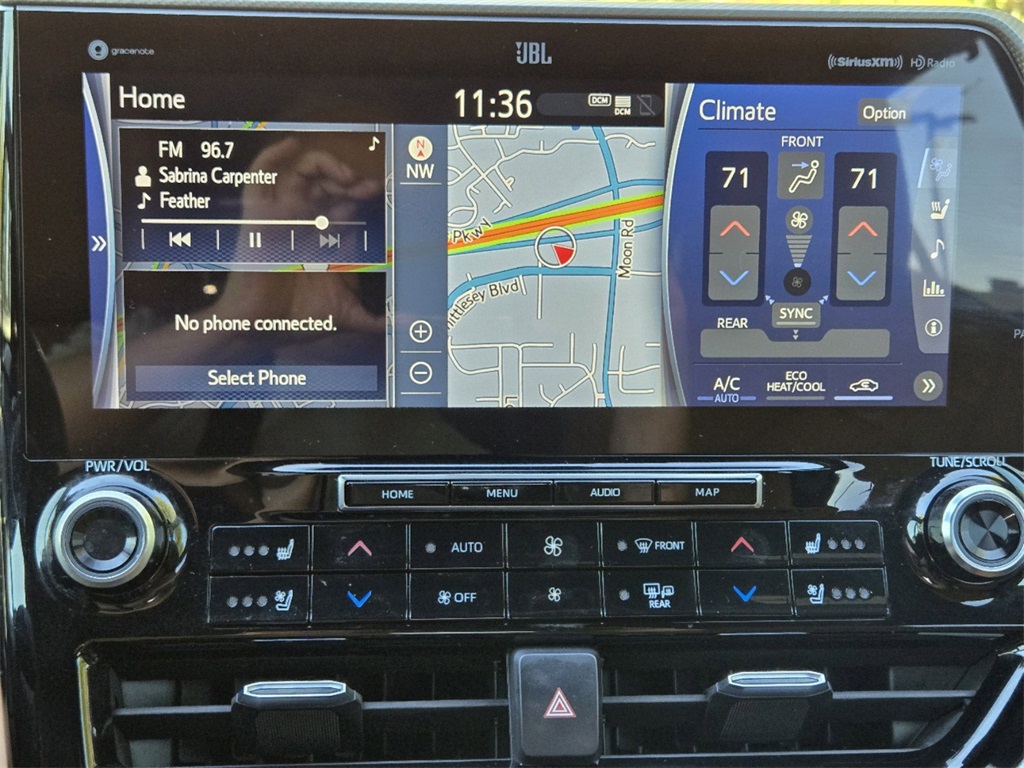 gracenote
JBL
SiriusXM
HD Radio
Home
11:36
DCM
DCM
Climate
Option
FM 96.7
Sabrina Carpenter
Feather
N
NW
Pkwy
Moon Rd
ittlesey Blvd
No phone connected.
Select Phone
FRONT
71
71
SYNC
REAR
A/C
AUTO
ECO
HEAT/COOL
PA
PWR/VOL
TUNE/SCROLL
HOME
MENU
AUDIO
MAP
AUTO
FRONT
OFF
REAR